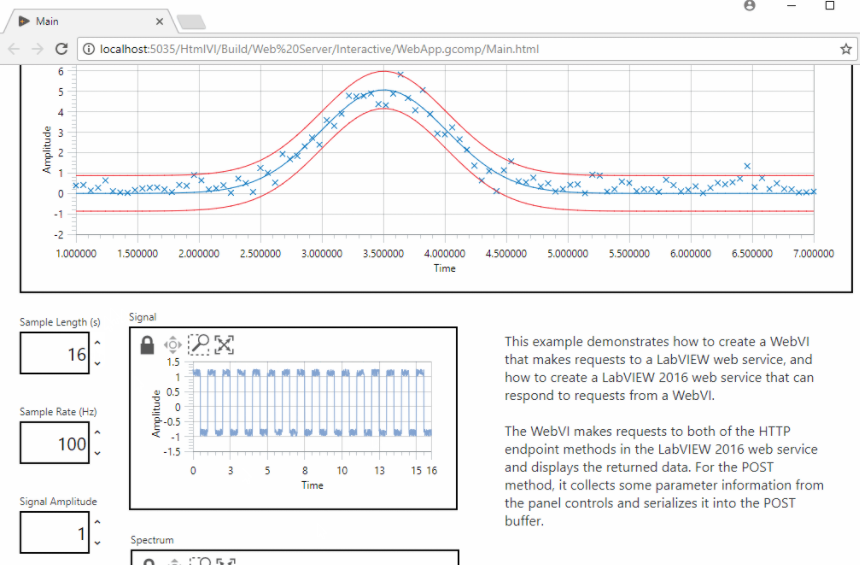 Main
localhost:5035/HtmlVI/Build/Web%20Server/Interactive/WebApp.gcomp/Main.html
6
5
4
3
2
1
0
-1
-2
Amplitude
1.000000 1.500000 2.000000 2.500000 3.000000 3.500000 4.000000 4.500000 5.000000 5.500000 6.000000 6.500000 7.000000
Time
Sample Length (s)
16
Sample Rate (Hz)
100
Signal Amplitude
1
Signal
1.5
1
0.5
0
-0.5
-1
-1.5
Amplitude
0 3 5 8 10 13 15 16
Time
Spectrum
This example demonstrates how to create a WebVI
that makes requests to a LabVIEW web service, and
how to create a LabVIEW 2016 web service that can
respond to requests from a WebVI.
The WebVI makes requests to both of the HTTP
endpoint methods in the LabVIEW 2016 web service
and displays the returned data. For the POST
method, it collects some parameter information from
the panel controls and serializes it into the POST
buffer.